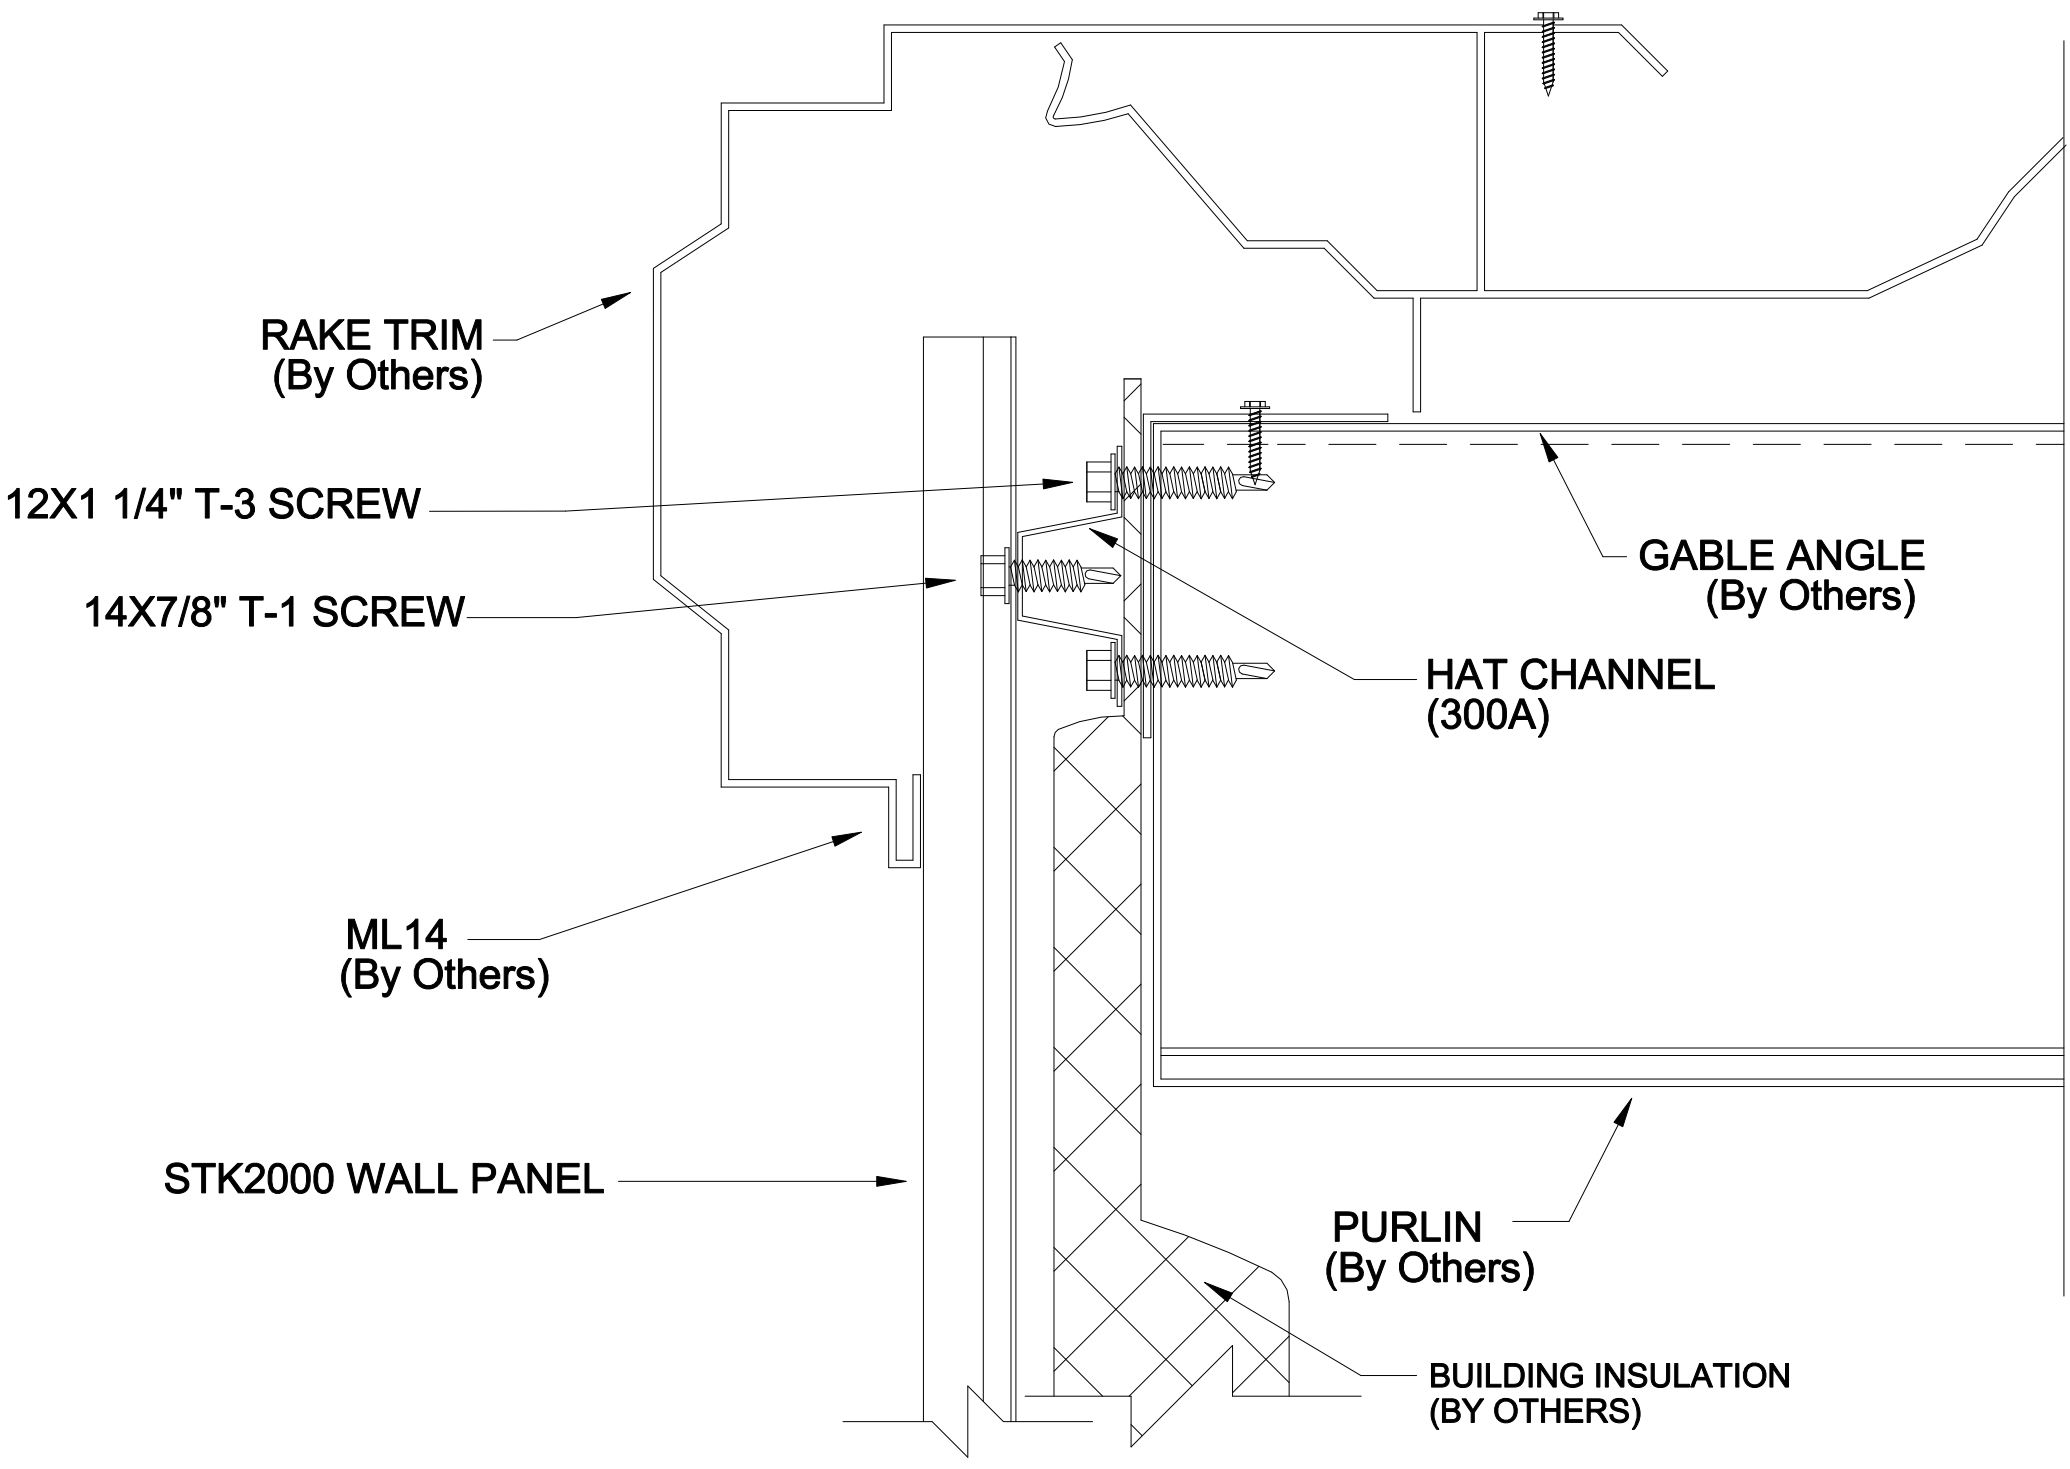 RAKE TRIM
(By Others)
12X1 1/4" T-3 SCREW
14X7/8" T-1 SCREW
GABLE ANGLE
(By Others)
HAT CHANNEL
(300A)
ML14
(By Others)
STK2000 WALL PANEL
PURLIN
(By Others)
BUILDING INSULATION
(BY OTHERS)